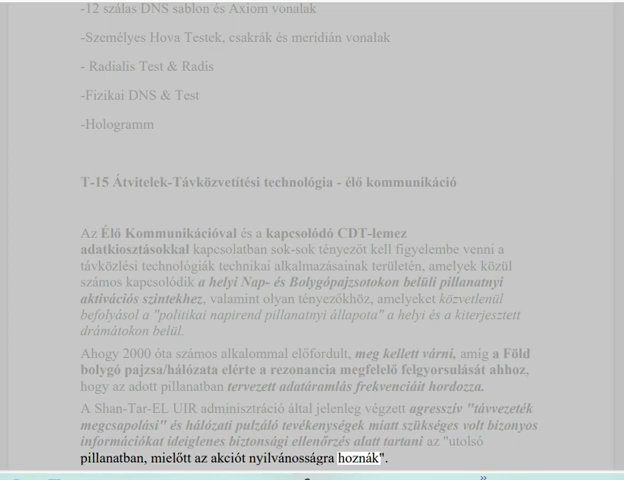 -12 szálas DNS sablon és Axiom vonalak
-Személyes Hova Testek, csakrák és meridián vonalak
- Radialis Test & Radis
-Fizikai DNS & Test
-Hologramm
T-15 Átvitelek-Távközvetítési technológia - élő kommunikáció
Az Élő Kommunikációval és a kapcsolódó CDT-lemez
adatkiosztásokkal kapcsolatban sok-sok tényezőt kell figyelembe venni a
távközlési technológiák technikai alkalmazásainak területén, amelyek közül
számos kapcsolódik a helyi Nap- és Bolygópajzsotokon belüli pillanatnyi
aktivációs szintekhez, valamint olyan tényezőkhöz, amelyeket közvetlenül
befolyásol a "politikai napirend pillanatnyi állapota" a helyi és a kiterjesztett
drámátokon belül.
Ahogy 2000 óta számos alkalommal előfordult, meg kellett várni, amíg a Föld
bolygó pajzsa/hálózata elérte a rezonancia megfelelő felgyorsulását ahhoz,
hogy az adott pillanatban tervezett adatáramlás frekvenciáit hordozza.
A Shan-Tar-EL UIR adminisztráció által jelenleg végzett agresszív "távvezeték
megcsapolási" és hálózati pulzáló tevékenységek miatt szükséges volt bizonyos
információkat ideiglenes biztonsági ellenőrzés alatt tartani az "utolsó
pillanatban, mielőtt az akciót nyilvánosságra hoznák".